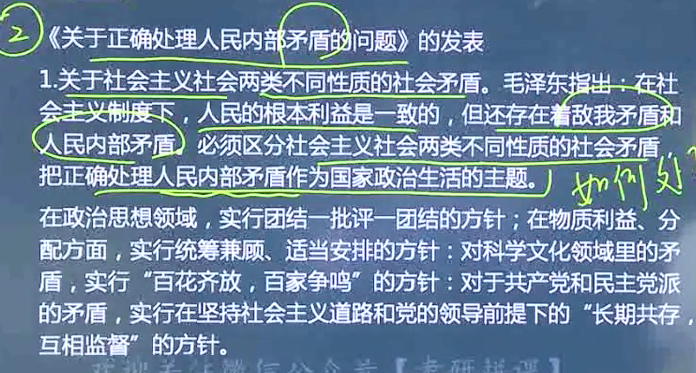 2《关于正确处理人民内部矛盾的问题》的发表
1.关于社会主义社会两类不同性质的社会矛盾。毛泽东指出：在社
会主义制度下，人民的根本利益是一致的，但还存在着敌我矛盾和
人民内部矛盾。必须区分社会主义社会两类不同性质的社会矛盾，
把正确处理人民内部矛盾作为国家政治生活的主题。
如何处
在政治思想领域，实行团结一批评一团结的方针；在物质利益、分
配方面，实行统筹兼顾、适当安排的方针：对科学文化领域里的矛
盾，实行“百花齐放，百家争鸣”的方针：对于共产党和民主党派
的矛盾，实行在坚持社会主义道路和党的领导前提下的“长期共存，
互相监督”的方针。